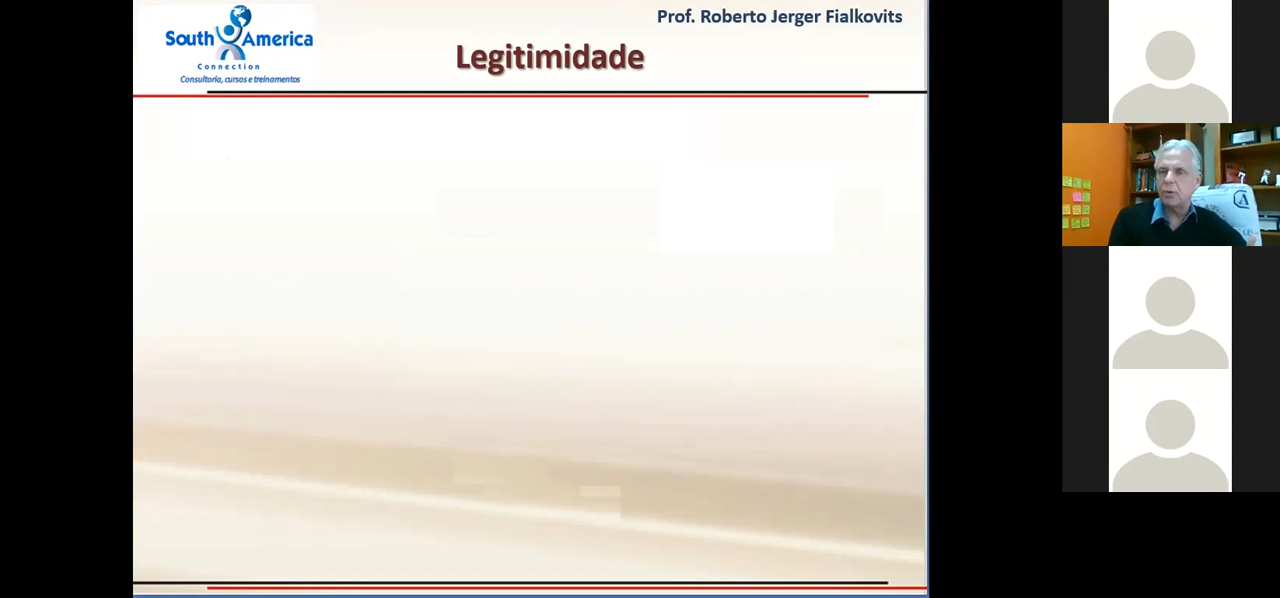 Prof. Roberto Jerger Fialkovits
South America
Connection
Consultoria, cursos e treinamentos
Legitimidade